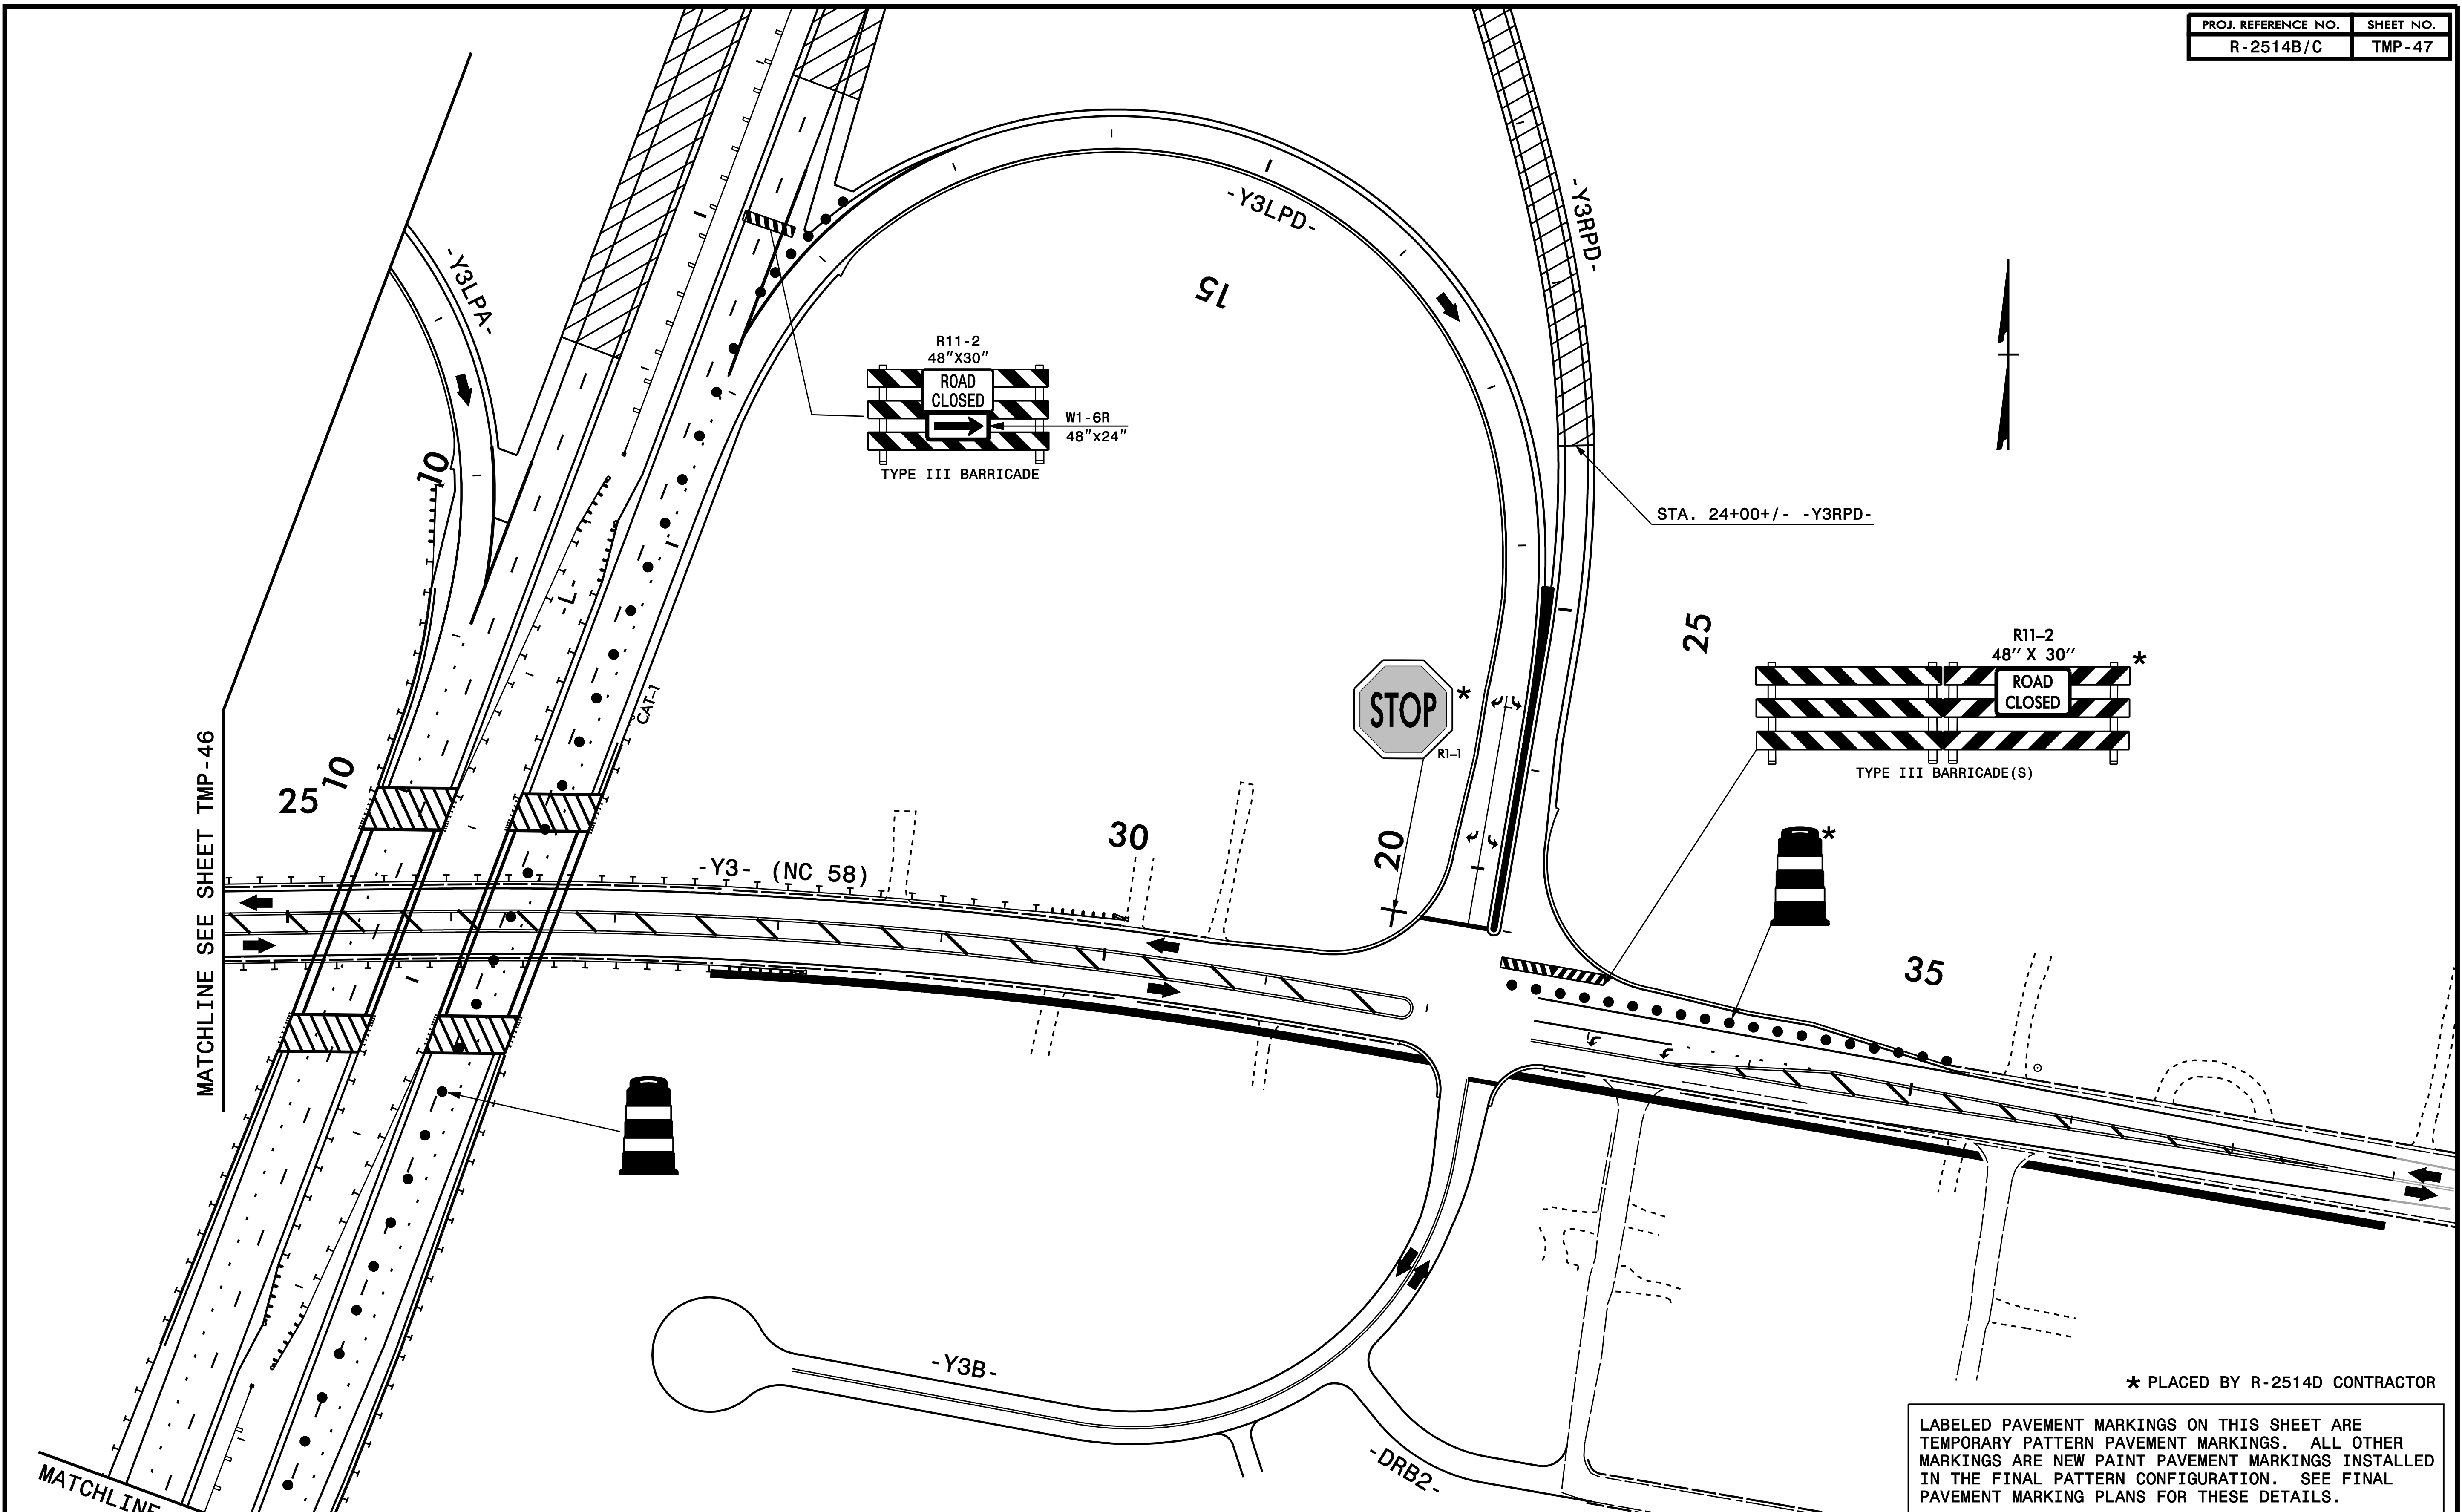 PROJ. REFERENCE NO. SHEET NO.
R-2514B/C TMP-47
-Y3LPA-
-Y3LPD-
-Y3RPD-
15
R11-2
48"X30"
ROAD
CLOSED
W1-6R
48"x24"
TYPE III BARRICADE
10
STA. 24+00+/- -Y3RPD-
-L-
25
CAT-1
STOP
*
R1-1
R11-2
48" X 30"
*
ROAD
CLOSED
TYPE III BARRICADE(S)
MATCHLINE SEE SHEET TMP-46
25
10
30
20
*
-Y3- (NC 58)
35
-Y3B-
-DRB2-
MATCHLINE
* PLACED BY R-2514D CONTRACTOR
LABELED PAVEMENT MARKINGS ON THIS SHEET ARE
TEMPORARY PATTERN PAVEMENT MARKINGS. ALL OTHER
MARKINGS ARE NEW PAINT PAVEMENT MARKINGS INSTALLED
IN THE FINAL PATTERN CONFIGURATION. SEE FINAL
PAVEMENT MARKING PLANS FOR THESE DETAILS.